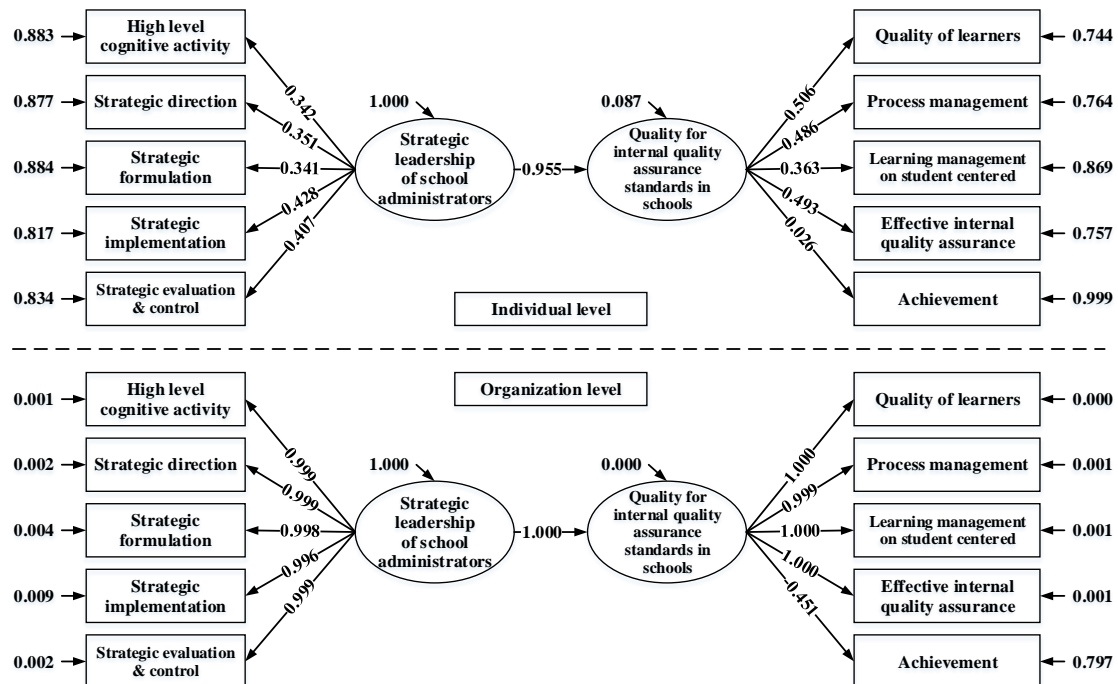 High level
cognitive activity
Strategic direction
Strategic
formulation
Strategic
implementation
Strategic evaluation
& control
0.883
0.877
0.884
0.817
0.834
0.342
0.351
0.341
0.428
0.407
1.000
Strategic
leadership
of school
administrators
0.955
0.087
Quality for
internal quality
assurance
standards in
schools
0.506
0.486
0.363
0.493
0.026
Quality of learners
Process management
Learning management
on student centered
Effective internal
quality assurance
Achievement
0.744
0.764
0.869
0.757
0.999
Individual level
Organization level
High level
cognitive activity
Strategic direction
Strategic
formulation
Strategic
implementation
Strategic evaluation
& control
0.001
0.002
0.004
0.009
0.002
0.999
0.999
0.998
0.996
0.999
1.000
Strategic
leadership
of school
administrators
1.000
0.000
Quality for
internal quality
assurance
standards in
schools
1.000
0.999
1.000
1.000
-0.451
Quality of learners
Process management
Learning management
on student centered
Effective internal
quality assurance
Achievement
0.000
0.001
0.001
0.001
0.797